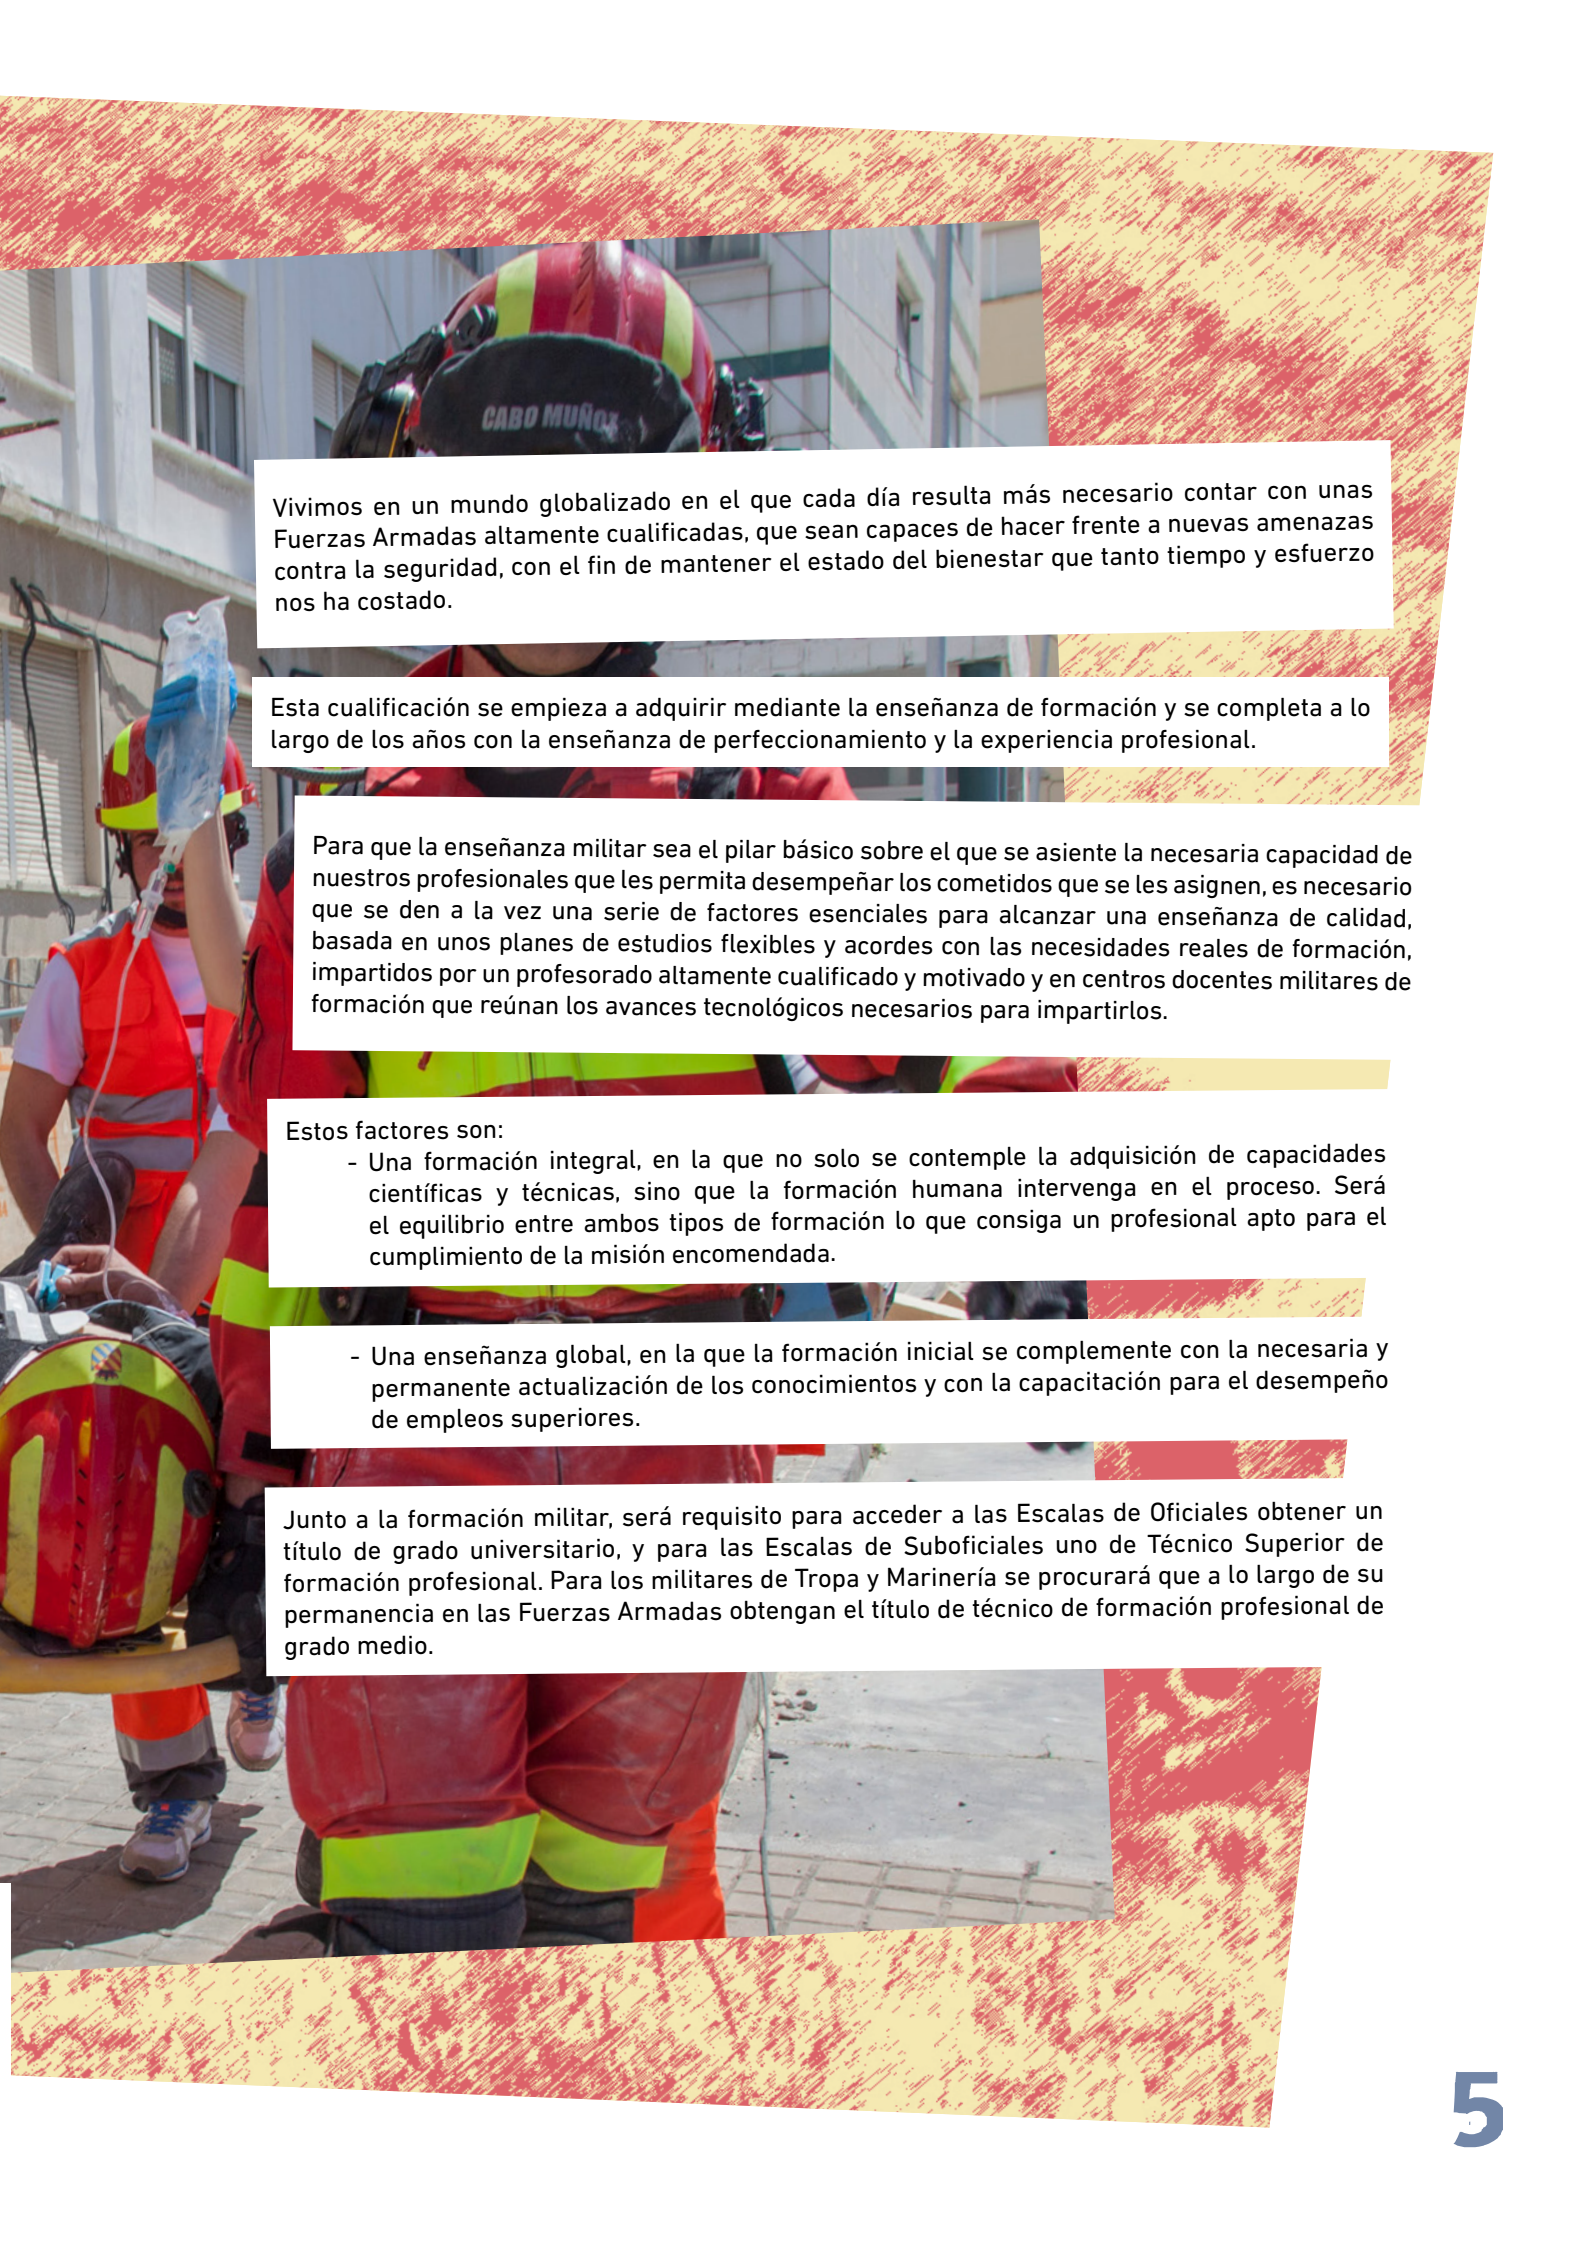 CABO MUÑOZ
Vivimos en un mundo globalizado en el que cada día resulta más necesario contar con unas
Fuerzas Armadas altamente cualificadas, que sean capaces de hacer frente a nuevas amenazas
contra la seguridad, con el fin de mantener el estado del bienestar que tanto tiempo y esfuerzo
nos ha costado.
Esta cualificación se empieza a adquirir mediante la enseñanza de formación y se completa a lo
largo de los años con la enseñanza de perfeccionamiento y la experiencia profesional.
Para que la enseñanza militar sea el pilar básico sobre el que se asiente la necesaria capacidad de
nuestros profesionales que les permita desempeñar los cometidos que se les asignen, es necesario
que se den a la vez una serie de factores esenciales para alcanzar una enseñanza de calidad,
basada en unos planes de estudios flexibles y acordes con las necesidades reales de formación,
impartidos por un profesorado altamente cualificado y motivado y en centros docentes militares de
formación que reúnan los avances tecnológicos necesarios para impartirlos.
Estos factores son:
- Una formación integral, en la que no solo se contemple la adquisición de capacidades
científicas y técnicas, sino que la formación humana intervenga en el proceso. Será
el equilibrio entre ambos tipos de formación lo que consiga un profesional apto para el
cumplimiento de la misión encomendada.
- Una enseñanza global, en la que la formación inicial se complemente con la necesaria y
permanente actualización de los conocimientos y con la capacitación para el desempeño
de empleos superiores.
Junto a la formación militar, será requisito para acceder a las Escalas de Oficiales obtener un
título de grado universitario, y para las Escalas de Suboficiales uno de Técnico Superior de
formación profesional. Para los militares de Tropa y Marinería se procurará que a lo largo de su
permanencia en las Fuerzas Armadas obtengan el título de técnico de formación profesional de
grado medio.
5